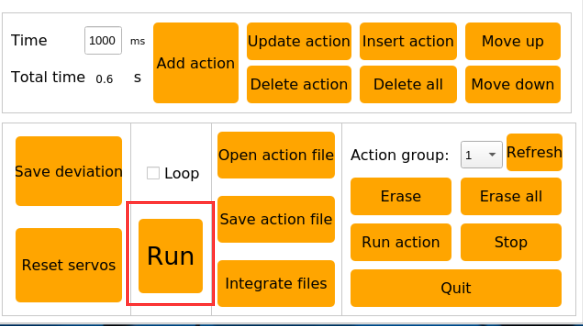 Time 1000 ms
Total time 0.6 s
Add action
Update action
Insert action
Move up
Delete action
Delete all
Move down
Save deviation
Reset servos
Loop
Run
Open action file
Save action file
Integrate files
Action group: 1
Refresh
Erase
Erase all
Run action
Stop
Quit